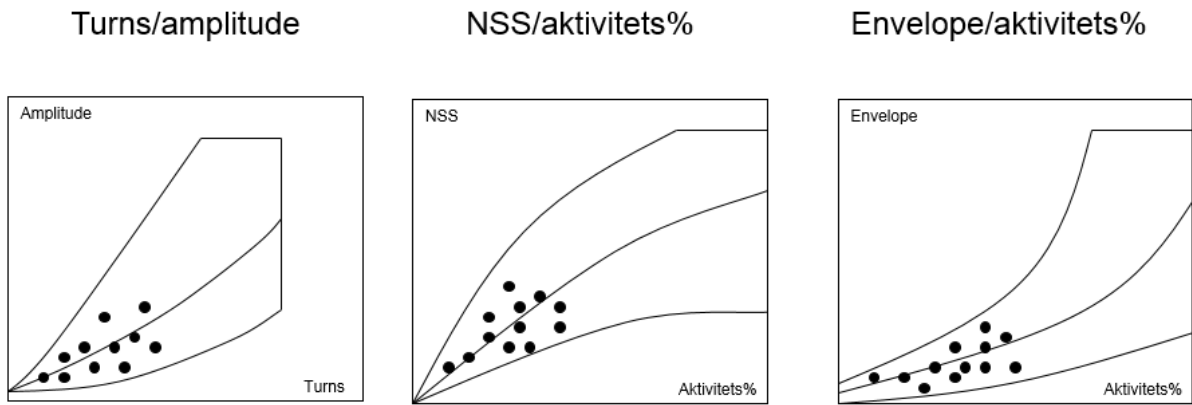 Turns/amplitude
NSS/aktivitets%
Envelope/aktivitets%
Amplitude
Turns
NSS
Aktivitets%
Envelope
Aktivitets%